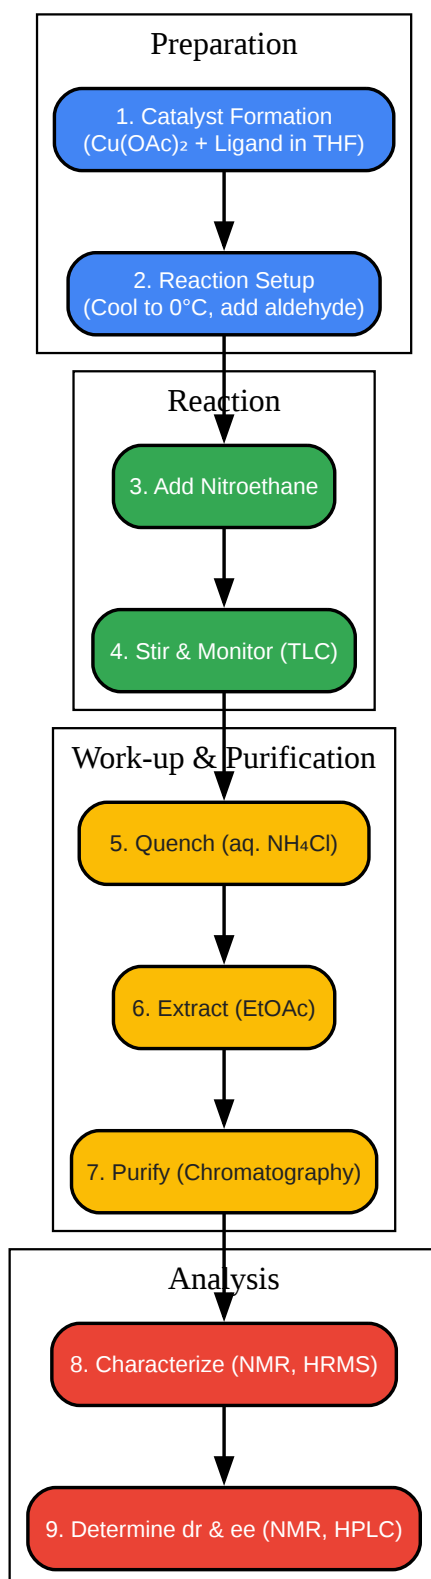 Preparation
1. Catalyst Formation
(Cu(OAc)₂ + Ligand in THF)
2. Reaction Setup
(Cool to 0°C, add aldehyde)
Reaction
3. Add Nitroethane
4. Stir & Monitor (TLC)
Work-up & Purification
5. Quench (aq. NH₄Cl)
6. Extract (EtOAc)
7. Purify (Chromatography)
Analysis
8. Characterize (NMR, HRMS)
9. Determine dr & ee (NMR, HPLC)